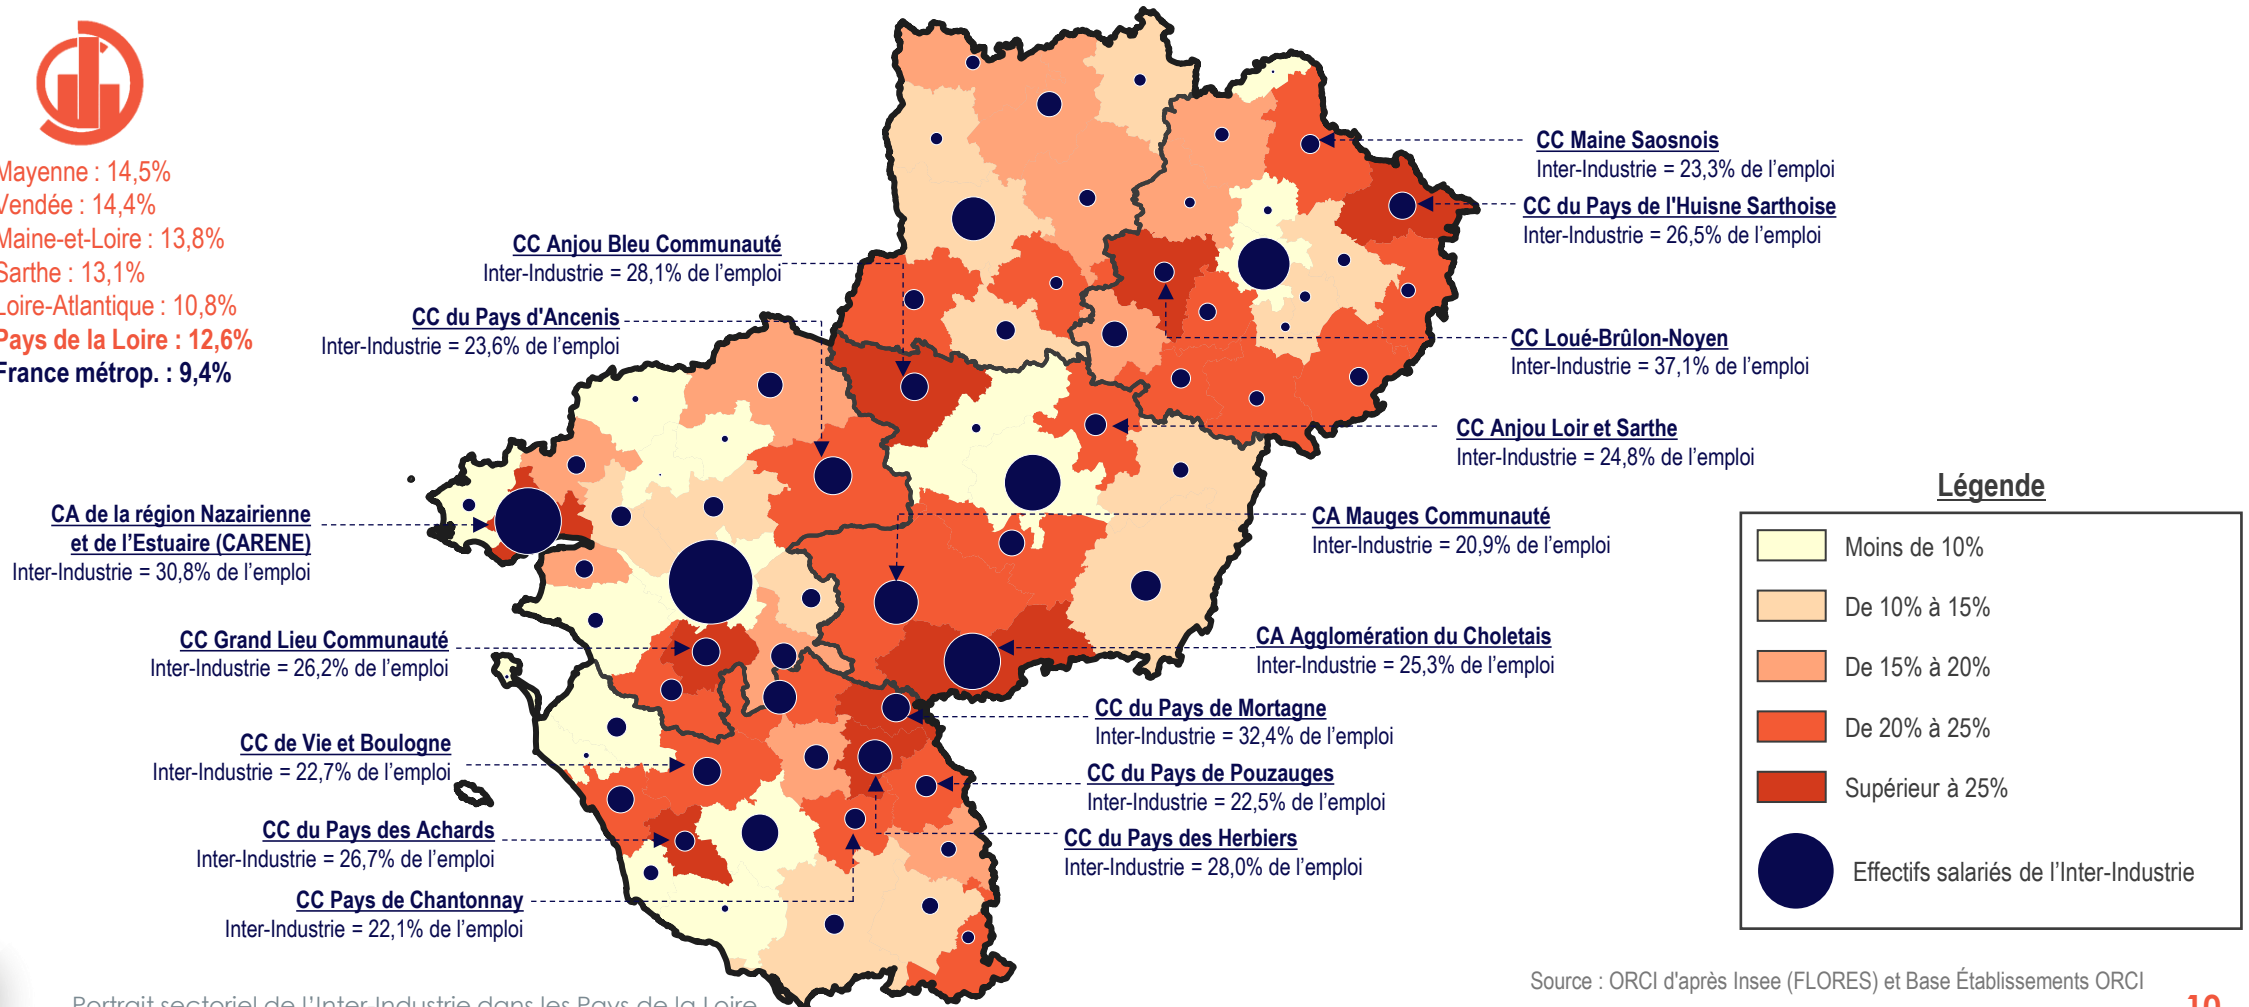 Mayenne : 14,5%
Vendée : 14,4%
Maine-et-Loire : 13,8%
Sarthe : 13,1%
Loire-Atlantique : 10,8%
Pays de la Loire : 12,6%
France métrop. : 9,4%
CC Maine Saosnois
Inter-Industrie = 23,3% de l'emploi
CC du Pays de l'Huisne Sarthoise
Inter-Industrie = 26,5% de l'emploi
CC Anjou Bleu Communauté
Inter-Industrie = 28,1% de l'emploi
CC du Pays d'Ancenis
Inter-Industrie = 23,6% de l'emploi
CC Loué-Brûlon-Noyen
Inter-Industrie = 37,1% de l'emploi
CC Anjou Loir et Sarthe
Inter-Industrie = 24,8% de l'emploi
CA de la région Nazairienne
et de l’Estuaire (CARENE)
Inter-Industrie = 30,8% de l'emploi
CA Mauges Communauté
Inter-Industrie = 20,9% de l'emploi
CC Grand Lieu Communauté
Inter-Industrie = 26,2% de l'emploi
CA Agglomération du Choletais
Inter-Industrie = 25,3% de l'emploi
CC du Pays de Mortagne
Inter-Industrie = 32,4% de l'emploi
CC de Vie et Boulogne
Inter-Industrie = 22,7% de l'emploi
CC du Pays de Pouzauges
Inter-Industrie = 22,5% de l'emploi
CC du Pays des Achards
Inter-Industrie = 26,7% de l'emploi
CC du Pays des Herbiers
Inter-Industrie = 28,0% de l'emploi
CC Pays de Chantonnay
Inter-Industrie = 22,1% de l'emploi
Légende
Moins de 10%
De 10% à 15%
De 15% à 20%
De 20% à 25%
Supérieur à 25%
Effectifs salariés de l’Inter-Industrie
Source : ORCI d'après Insee (FLORES) et Base Établissements ORCI
Portrait sectoriel de l’Inter-Industrie dans les Pays de la Loire
10